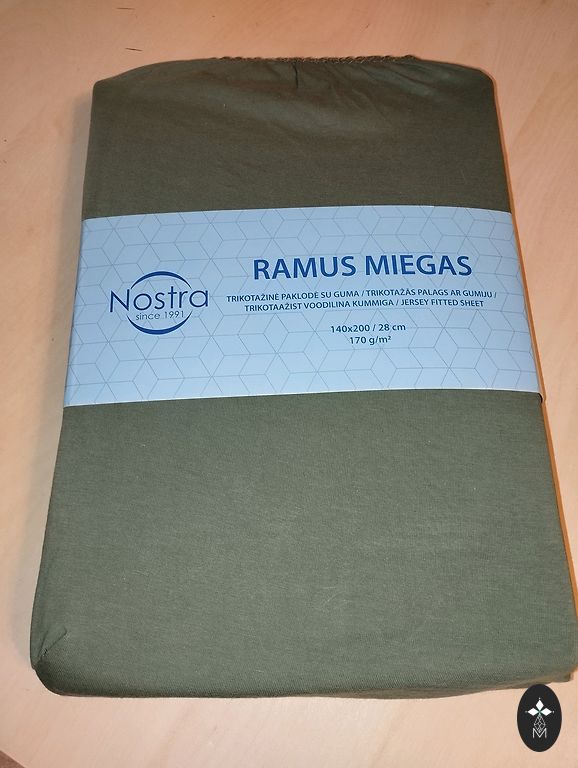 RAMUS MIEGAS
Nostra
since 1991
TRIKOTAŽINĖ PAKLODĖ SU GUMA / TRIKOTAŽĀS PALAGS AR GUMIJU /
TRIKOTAAŽIST VOODILINA KUMMIGA / JERSEY FITTED SHEET
140x200 / 28 cm
170 g/m²
M